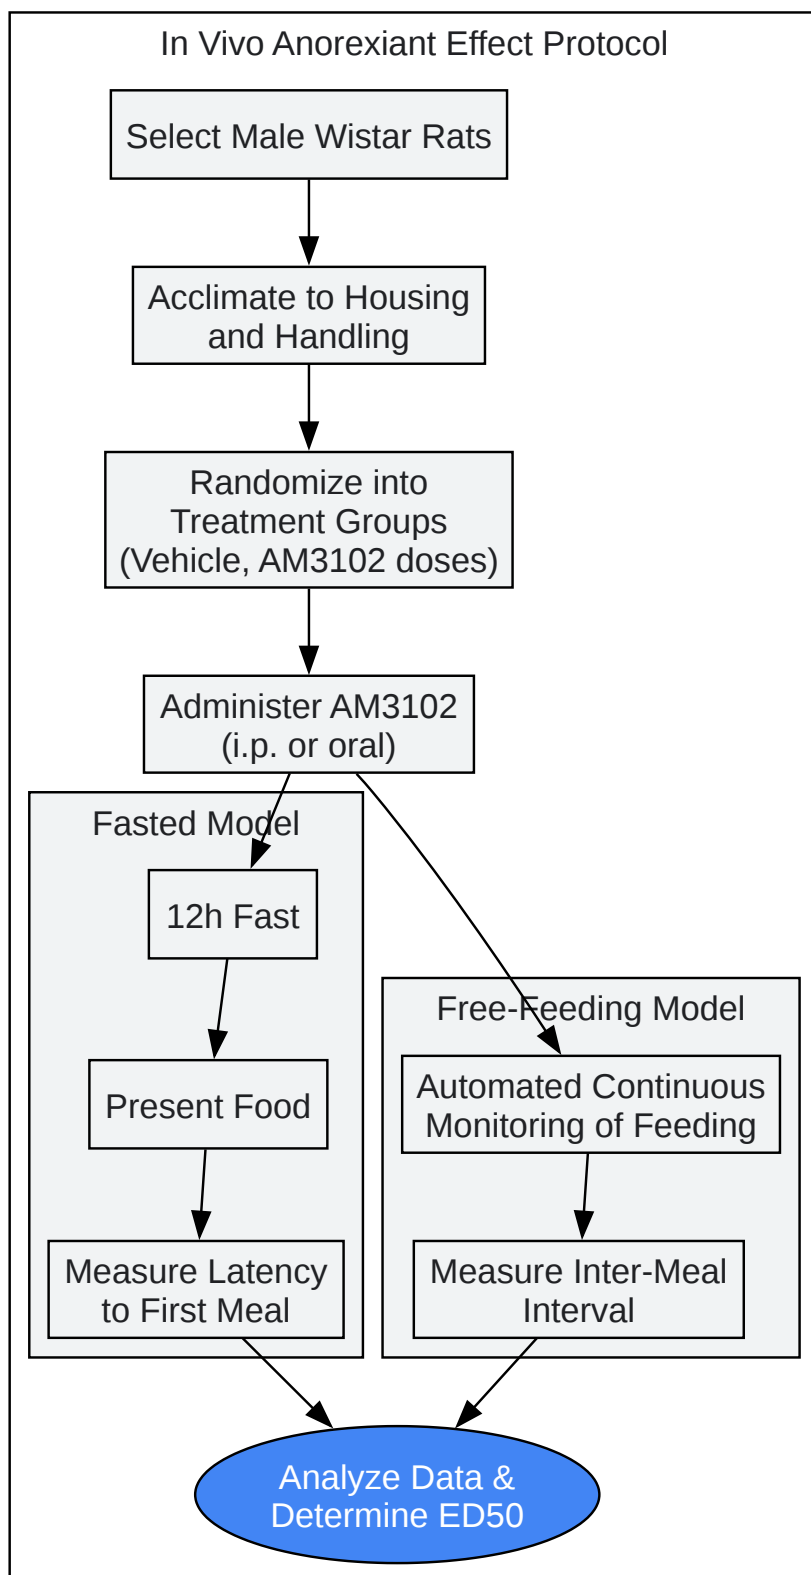 In Vivo Anorexiant Effect Protocol
Select Male Wistar Rats
Acclimate to Housing
and Handling
Randomize into
Treatment Groups
(Vehicle, AM3102 doses)
Administer AM3102
(i.p. or oral)
Fasted Model
12h Fast
Present Food
Measure Latency
to First Meal
Free-Feeding Model
Automated Continuous
Monitoring of Feeding
Measure Inter-Meal
Interval
Analyze Data &
Determine ED50